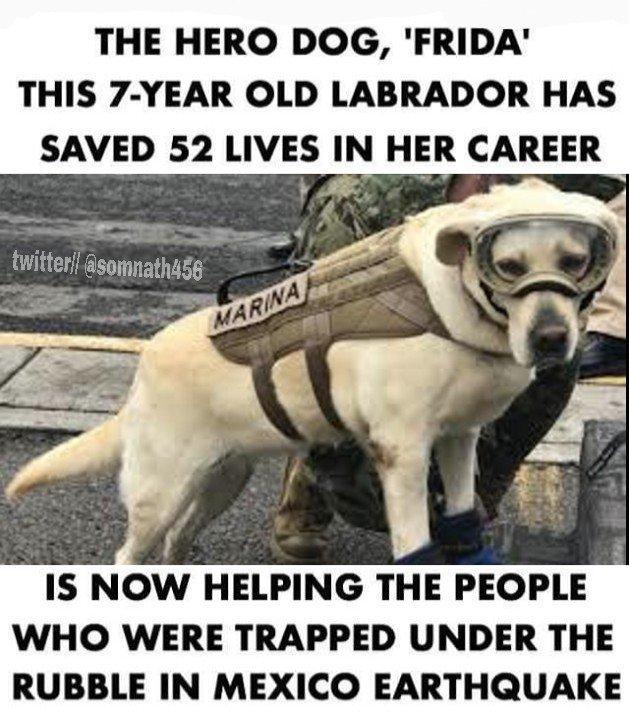 THE HERO DOG, 'FRIDA'
THIS 7-YEAR OLD LABRADOR HAS
SAVED 52 LIVES IN HER CAREER
twitter// @somnath456
MARINA
IS NOW HELPING THE PEOPLE
WHO WERE TRAPPED UNDER THE
RUBBLE IN MEXICO EARTHQUAKE